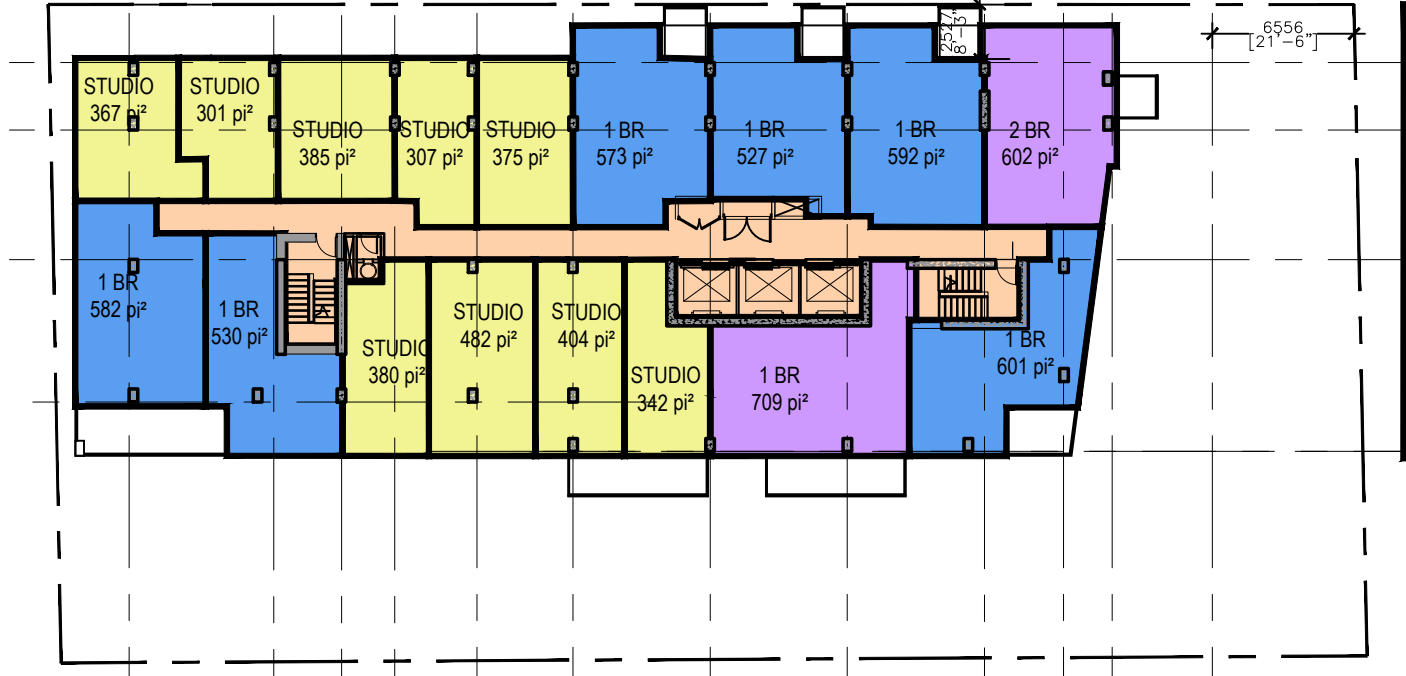 2527
8'-3"
6556
[21'-6"]
STUDIO
367 pi²
STUDIO
301 pi²
STUDIO
385 pi²
STUDIO
307 pi²
STUDIO
375 pi²
1 BR
573 pi²
1 BR
527 pi²
1 BR
592 pi²
2 BR
602 pi²
1 BR
582 pi²
1 BR
530 pi²
STUDIO
380 pi²
STUDIO
482 pi²
STUDIO
404 pi²
STUDIO
342 pi²
1 BR
709 pi²
1 BR
601 pi²